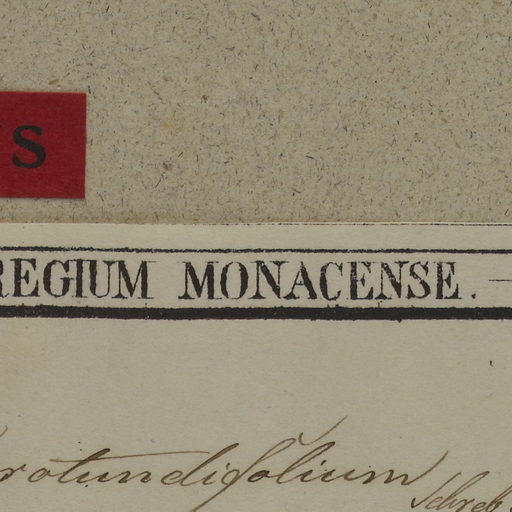 S
REGIUM MONACENSE.
rotundifolium Schreb.